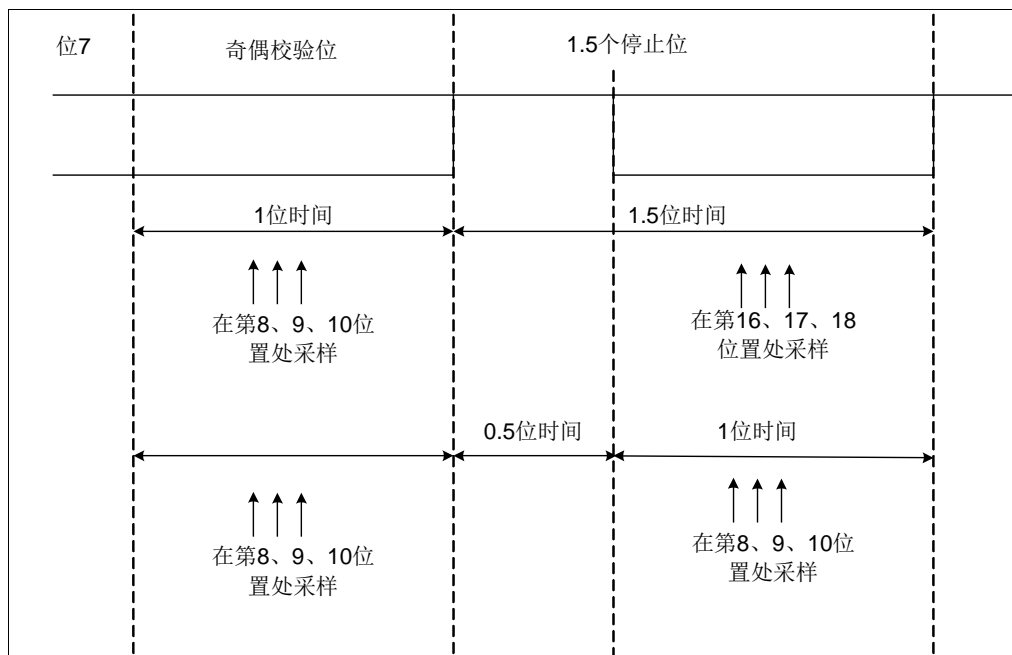 位7
奇偶校验位
1.5个停止位
1位时间
1.5位时间
在第8、9、10位
置处采样
在第16、17、18
位置处采样
0.5位时间
1位时间
在第8、9、10位
置处采样
在第8、9、10位
置处采样